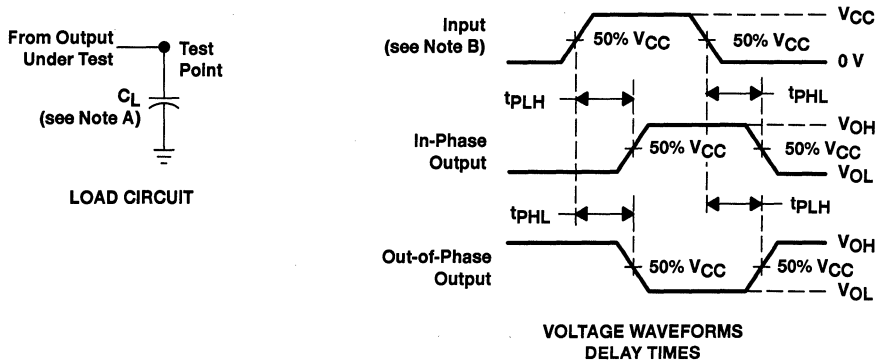 From Output
Under Test
Test
Point
CL
(see Note A)
LOAD CIRCUIT
Input
(see Note B)
50% VCC
50% VCC
VCC
0 V
tPLH
tPHL
In-Phase
Output
50% VCC
50% VCC
VOH
VOL
tPHL
tPLH
Out-of-Phase
Output
50% VCC
50% VCC
VOH
VOL
VOLTAGE WAVEFORMS
DELAY TIMES